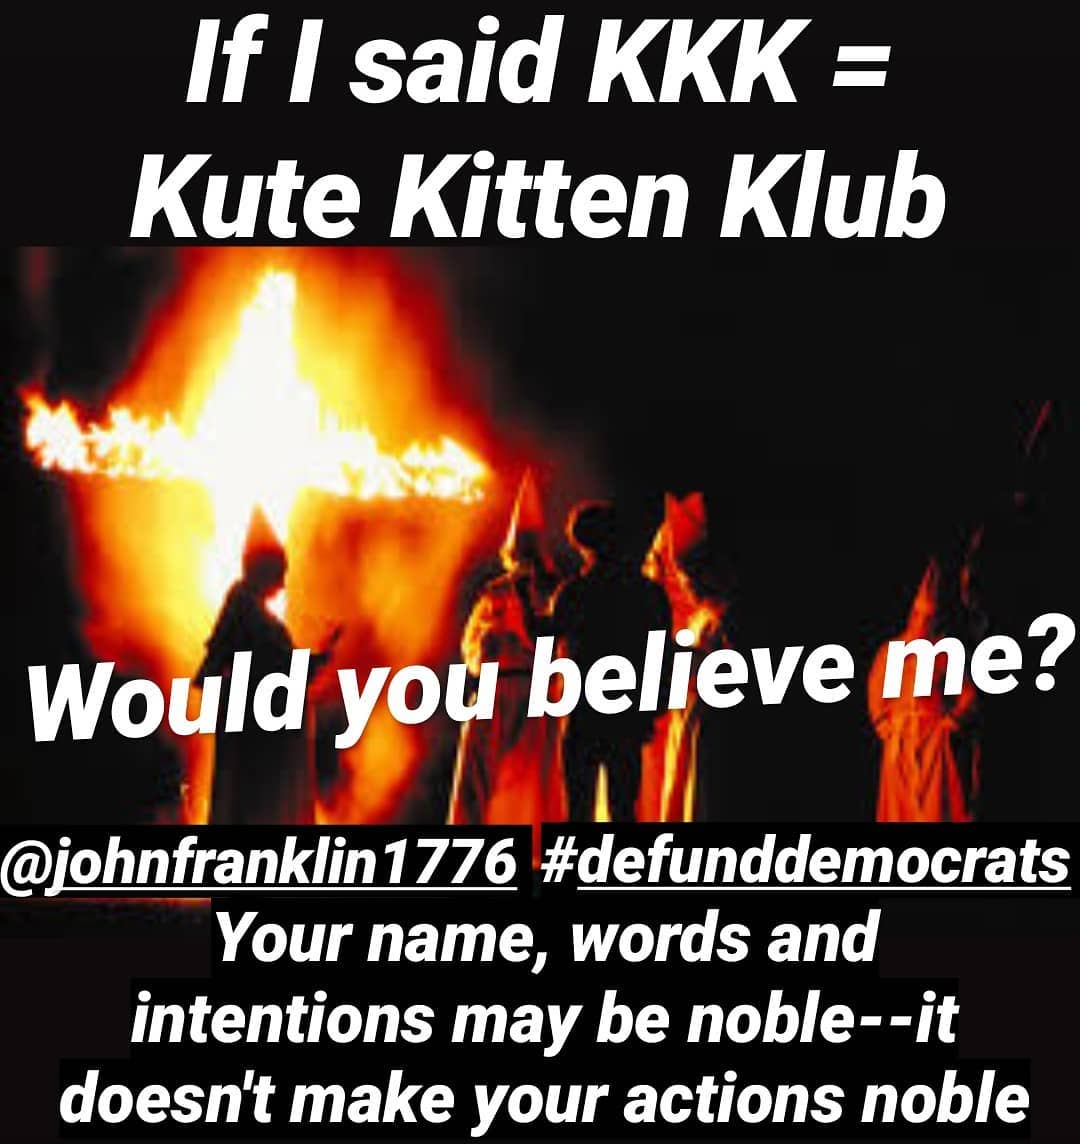 If I said KKK =
Kute Kitten Klub
Would you believe me?
@johnfranklin1776 #defunddemocrats
Your name, words and
intentions may be noble--it
doesn't make your actions noble